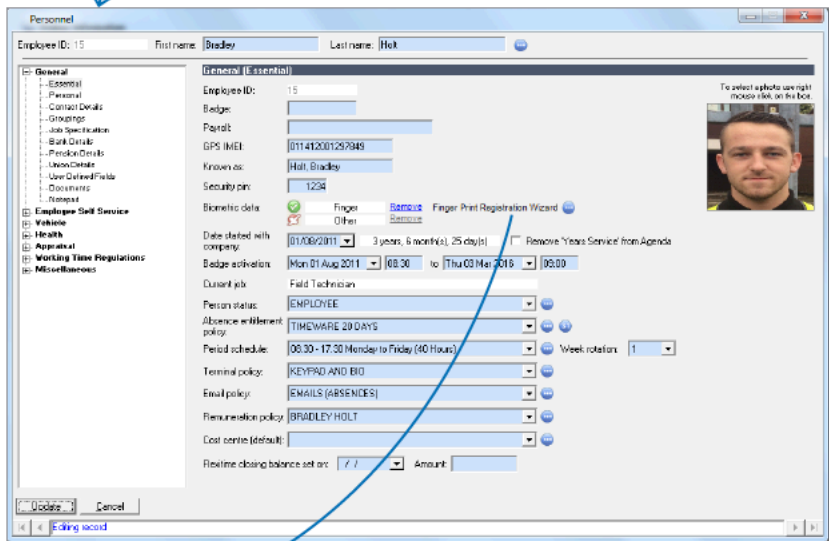 Personnel
Employee ID: 15 First name: Bradley Last name: Holt
General
Essential
Personal
Contact Details
Groupings
Job Specification
Bank Details
Pension Details
Union Details
User Defined Fields
Documents
Notepad
Employee Self Service
Vehicle
Health
Appraisal
Working Time Regulations
Miscellaneous
General (Essential)
To select a photo use right
mouse click, on the box.
Employee ID: 15
Badge:
Payroll:
GPS IMEI: 011412001297849
Known as: Holt, Bradley
Security pin: 1234
Biometric data: Finger Remove Finger Print Registration Wizard
Other Remove
Date started with
company: 01/08/2011 3 years, 6 month(s), 25 day(s) Remove 'Years Service' from Agenda
Badge activation: Mon 01 Aug 2011 08:30 to Thu 03 Mar 2016 09:00
Current job: Field Technician
Person status: EMPLOYEE
Absence entitlement
policy: TIMEWARE 20 DAYS
Period schedule: 08.30 - 17.30 Monday to Friday (40 Hours) Week rotation: 1
Terminal policy: KEYPAD AND BIO
Email policy: EMAILS (ABSENCES)
Remuneration policy: BRADLEY HOLT
Cost centre (default):
Flexitime closing balance set on: / / Amount:
Update Cancel
Editing record